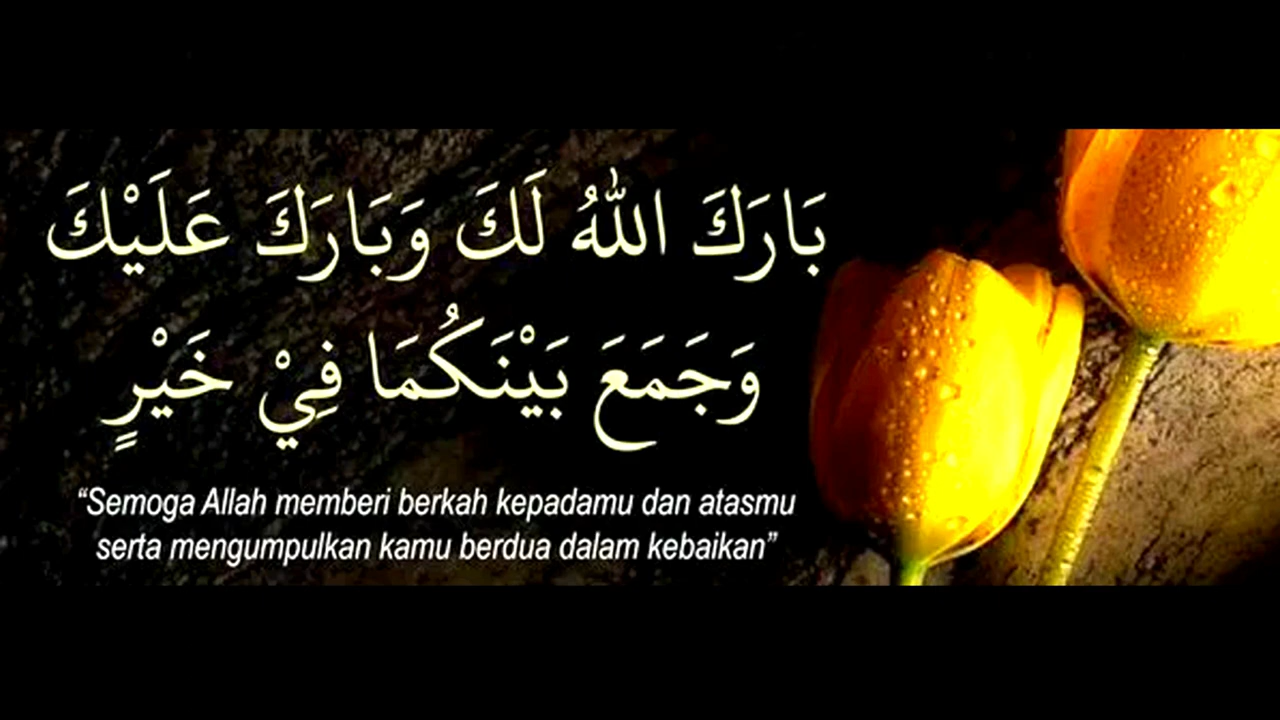 بَارَكَ اللهُ لَكَ وَبَارَكَ عَلَيْكَ
وَجَمَعَ بَيْنَكُمَا فِيْ خَيْرٍ
“Semoga Allah memberi berkah kepadamu dan atasmu
serta mengumpulkan kamu berdua dalam kebaikan”